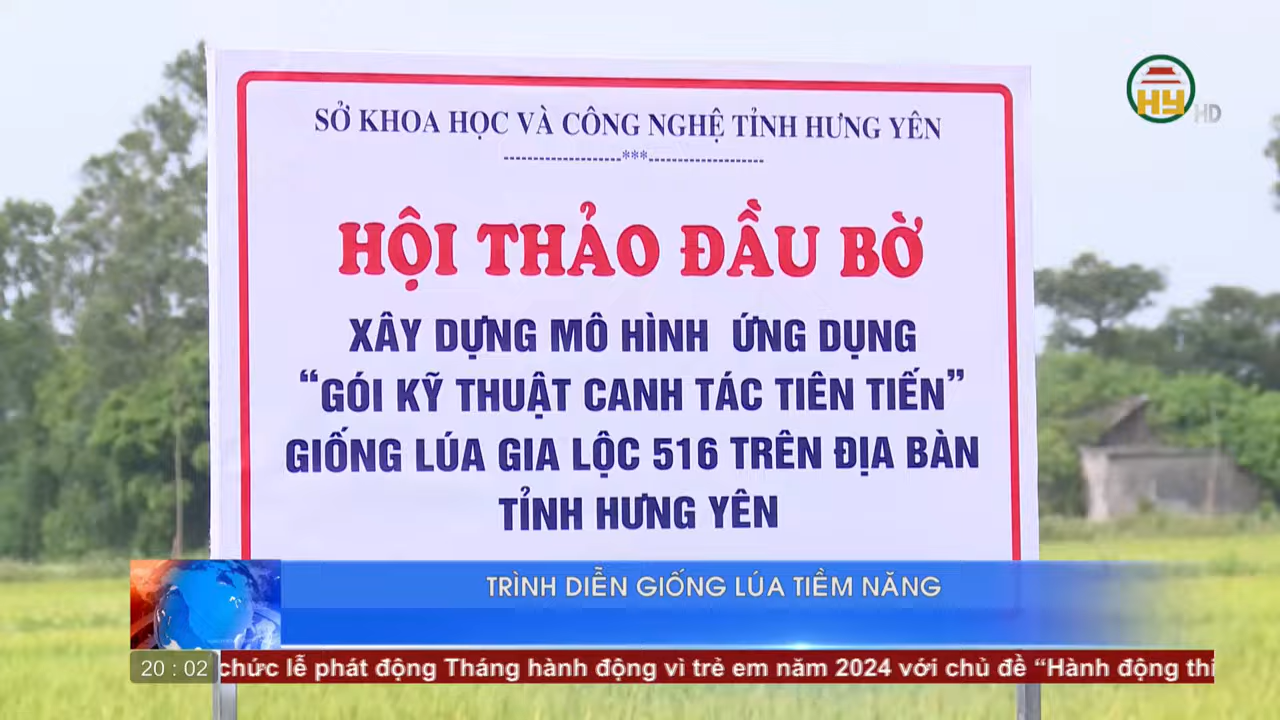 SỞ KHOA HỌC VÀ CÔNG NGHỆ TỈNH HƯNG YÊN
--------------------***-------------------
HỘI THẢO ĐẦU BỜ
XÂY DỰNG MÔ HÌNH ỨNG DỤNG
“GÓI KỸ THUẬT CANH TÁC TIÊN TIẾN”
GIỐNG LÚA GIA LỘC 516 TRÊN ĐỊA BÀN
TỈNH HƯNG YÊN
HY HD
TRÌNH DIỄN GIỐNG LÚA TIỀM NĂNG
20 : 02 chức lễ phát động Tháng hành động vì trẻ em năm 2024 với chủ đề “Hành động thi